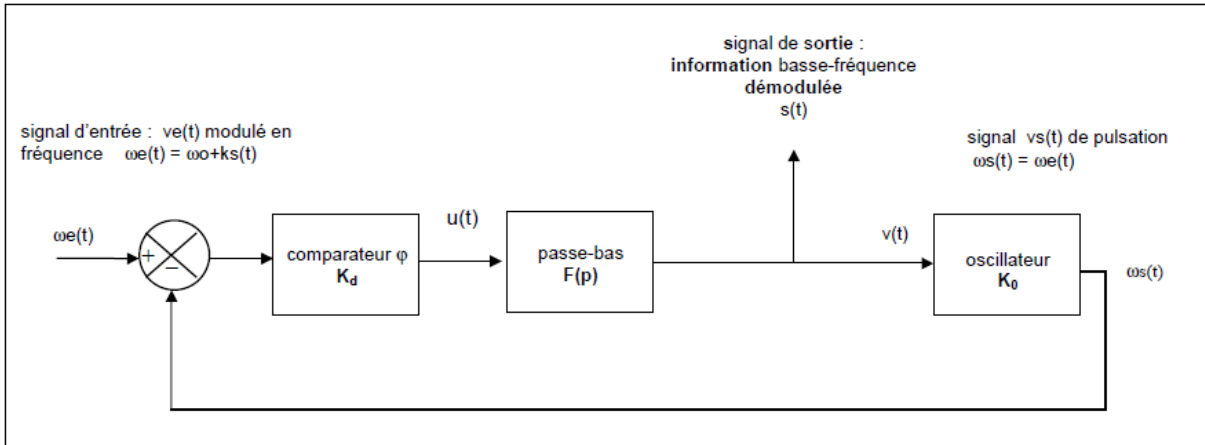 signal de sortie :
information basse-fréquence
démodulée
s(t)
signal d'entrée : ve(t) modulé en
fréquence ωe(t) = ωo+ks(t)
signal vs(t) de pulsation
ωs(t) = ωe(t)
ωe(t)
+
−
comparateur φ
Kd
u(t)
passe-bas
F(p)
v(t)
oscillateur
K0
ωs(t)